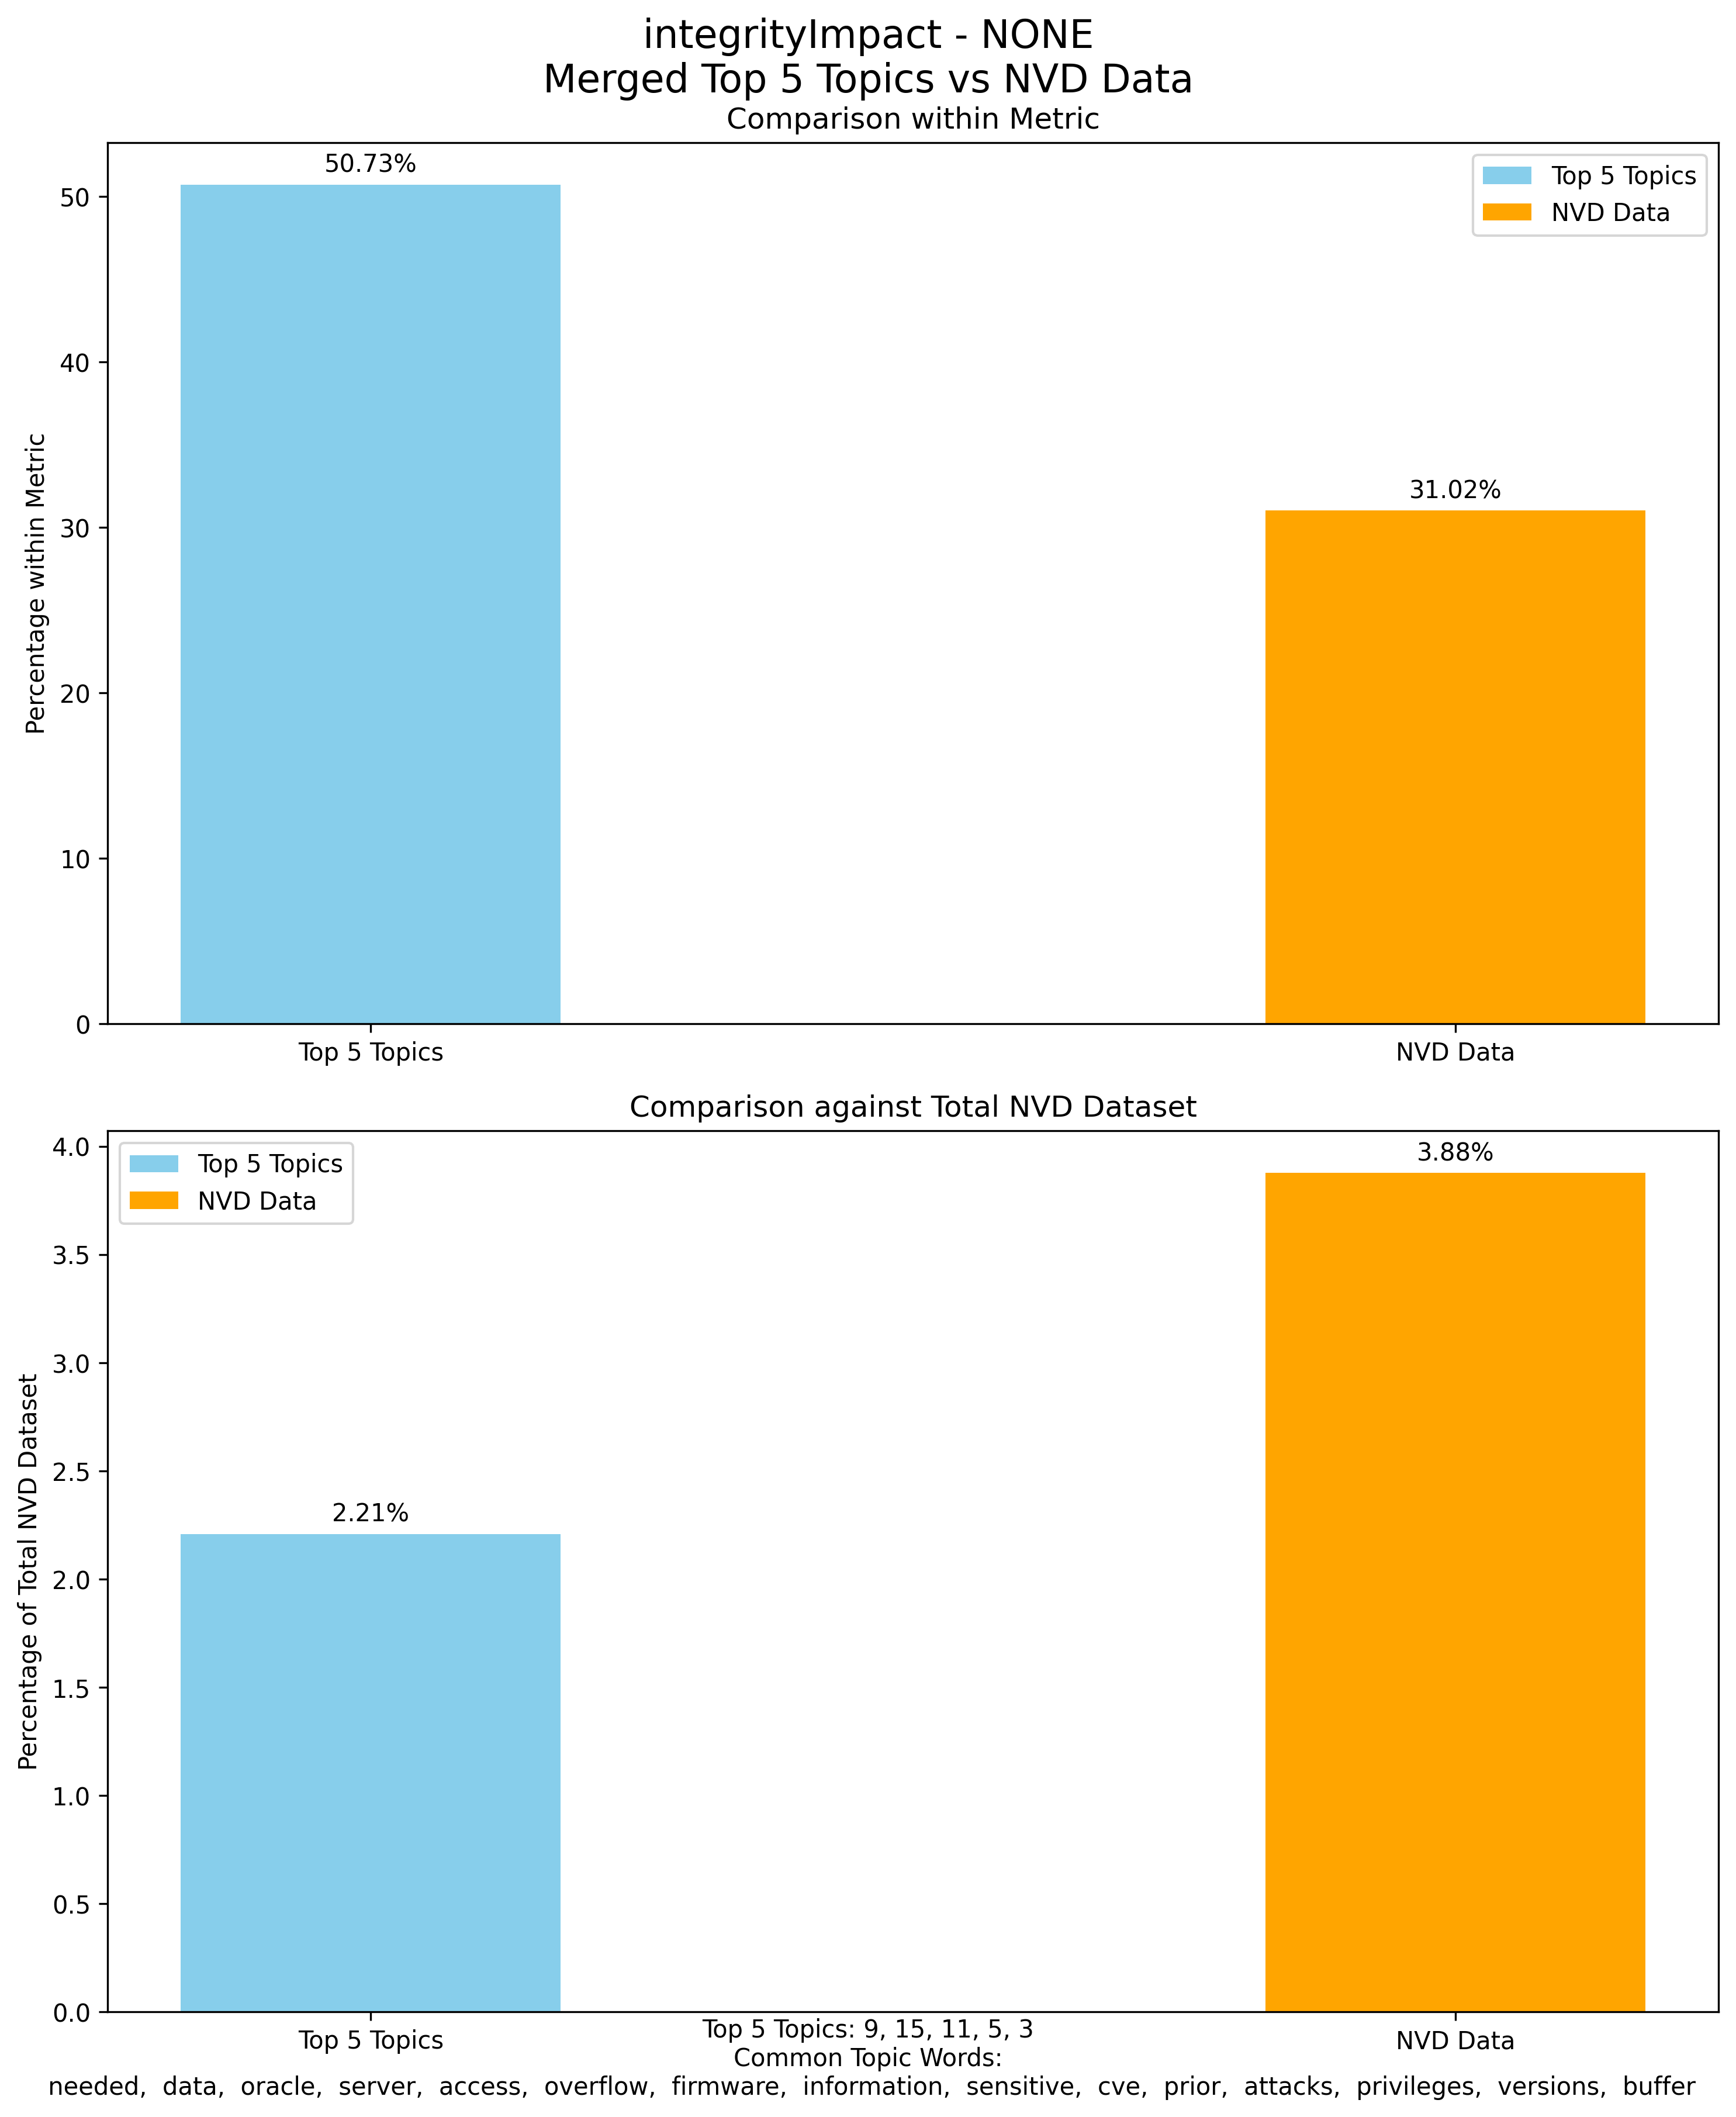 integrityImpact - NONE
Merged Top 5 Topics vs NVD Data
Comparison within Metric
50.73%
31.02%
Top 5 Topics
NVD Data
Percentage within Metric
50
40
30
20
10
0
Top 5 Topics
NVD Data
Comparison against Total NVD Dataset
Top 5 Topics
NVD Data
3.88%
2.21%
Percentage of Total NVD Dataset
4.0
3.5
3.0
2.5
2.0
1.5
1.0
0.5
0.0
Top 5 Topics
NVD Data
Top 5 Topics: 9, 15, 11, 5, 3
Common Topic Words:
needed, data, oracle, server, access, overflow, firmware, information, sensitive, cve, prior, attacks, privileges, versions, buffer